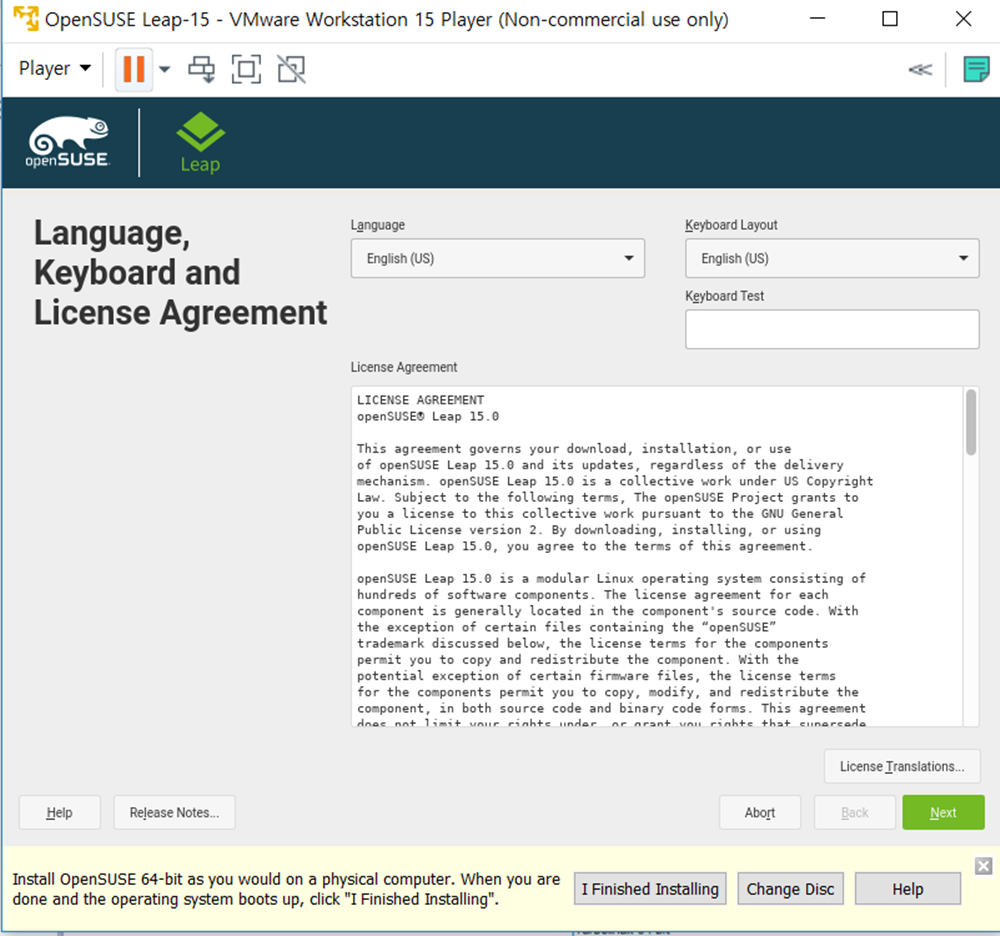 OpenSUSE Leap-15 - VMware Workstation 15 Player (Non-commercial use only)
Player
openSUSE
Leap
Language,
Keyboard and
License Agreement
Language
English (US)
Keyboard Layout
English (US)
Keyboard Test
License Agreement
LICENSE AGREEMENT
openSUSE® Leap 15.0
This agreement governs your download, installation, or use
of openSUSE Leap 15.0 and its updates, regardless of the delivery
mechanism. openSUSE Leap 15.0 is a collective work under US Copyright
Law. Subject to the following terms, The openSUSE Project grants to
you a license to this collective work pursuant to the GNU General
Public License version 2. By downloading, installing, or using
openSUSE Leap 15.0, you agree to the terms of this agreement.
openSUSE Leap 15.0 is a modular Linux operating system consisting of
hundreds of software components. The license agreement for each
component is generally located in the component's source code. With
the exception of certain files containing the “openSUSE”
trademark discussed below, the license terms for the components
permit you to copy and redistribute the component. With the
potential exception of certain firmware files, the license terms
for the components permit you to copy, modify, and redistribute the
component, in both source code and binary code forms. This agreement
does not limit your rights under, or grant you rights that supersede
License Translations...
Help
Release Notes...
Abort
Back
Next
Install OpenSUSE 64-bit as you would on a physical computer. When you are
done and the operating system boots up, click "I Finished Installing".
I Finished Installing
Change Disc
Help